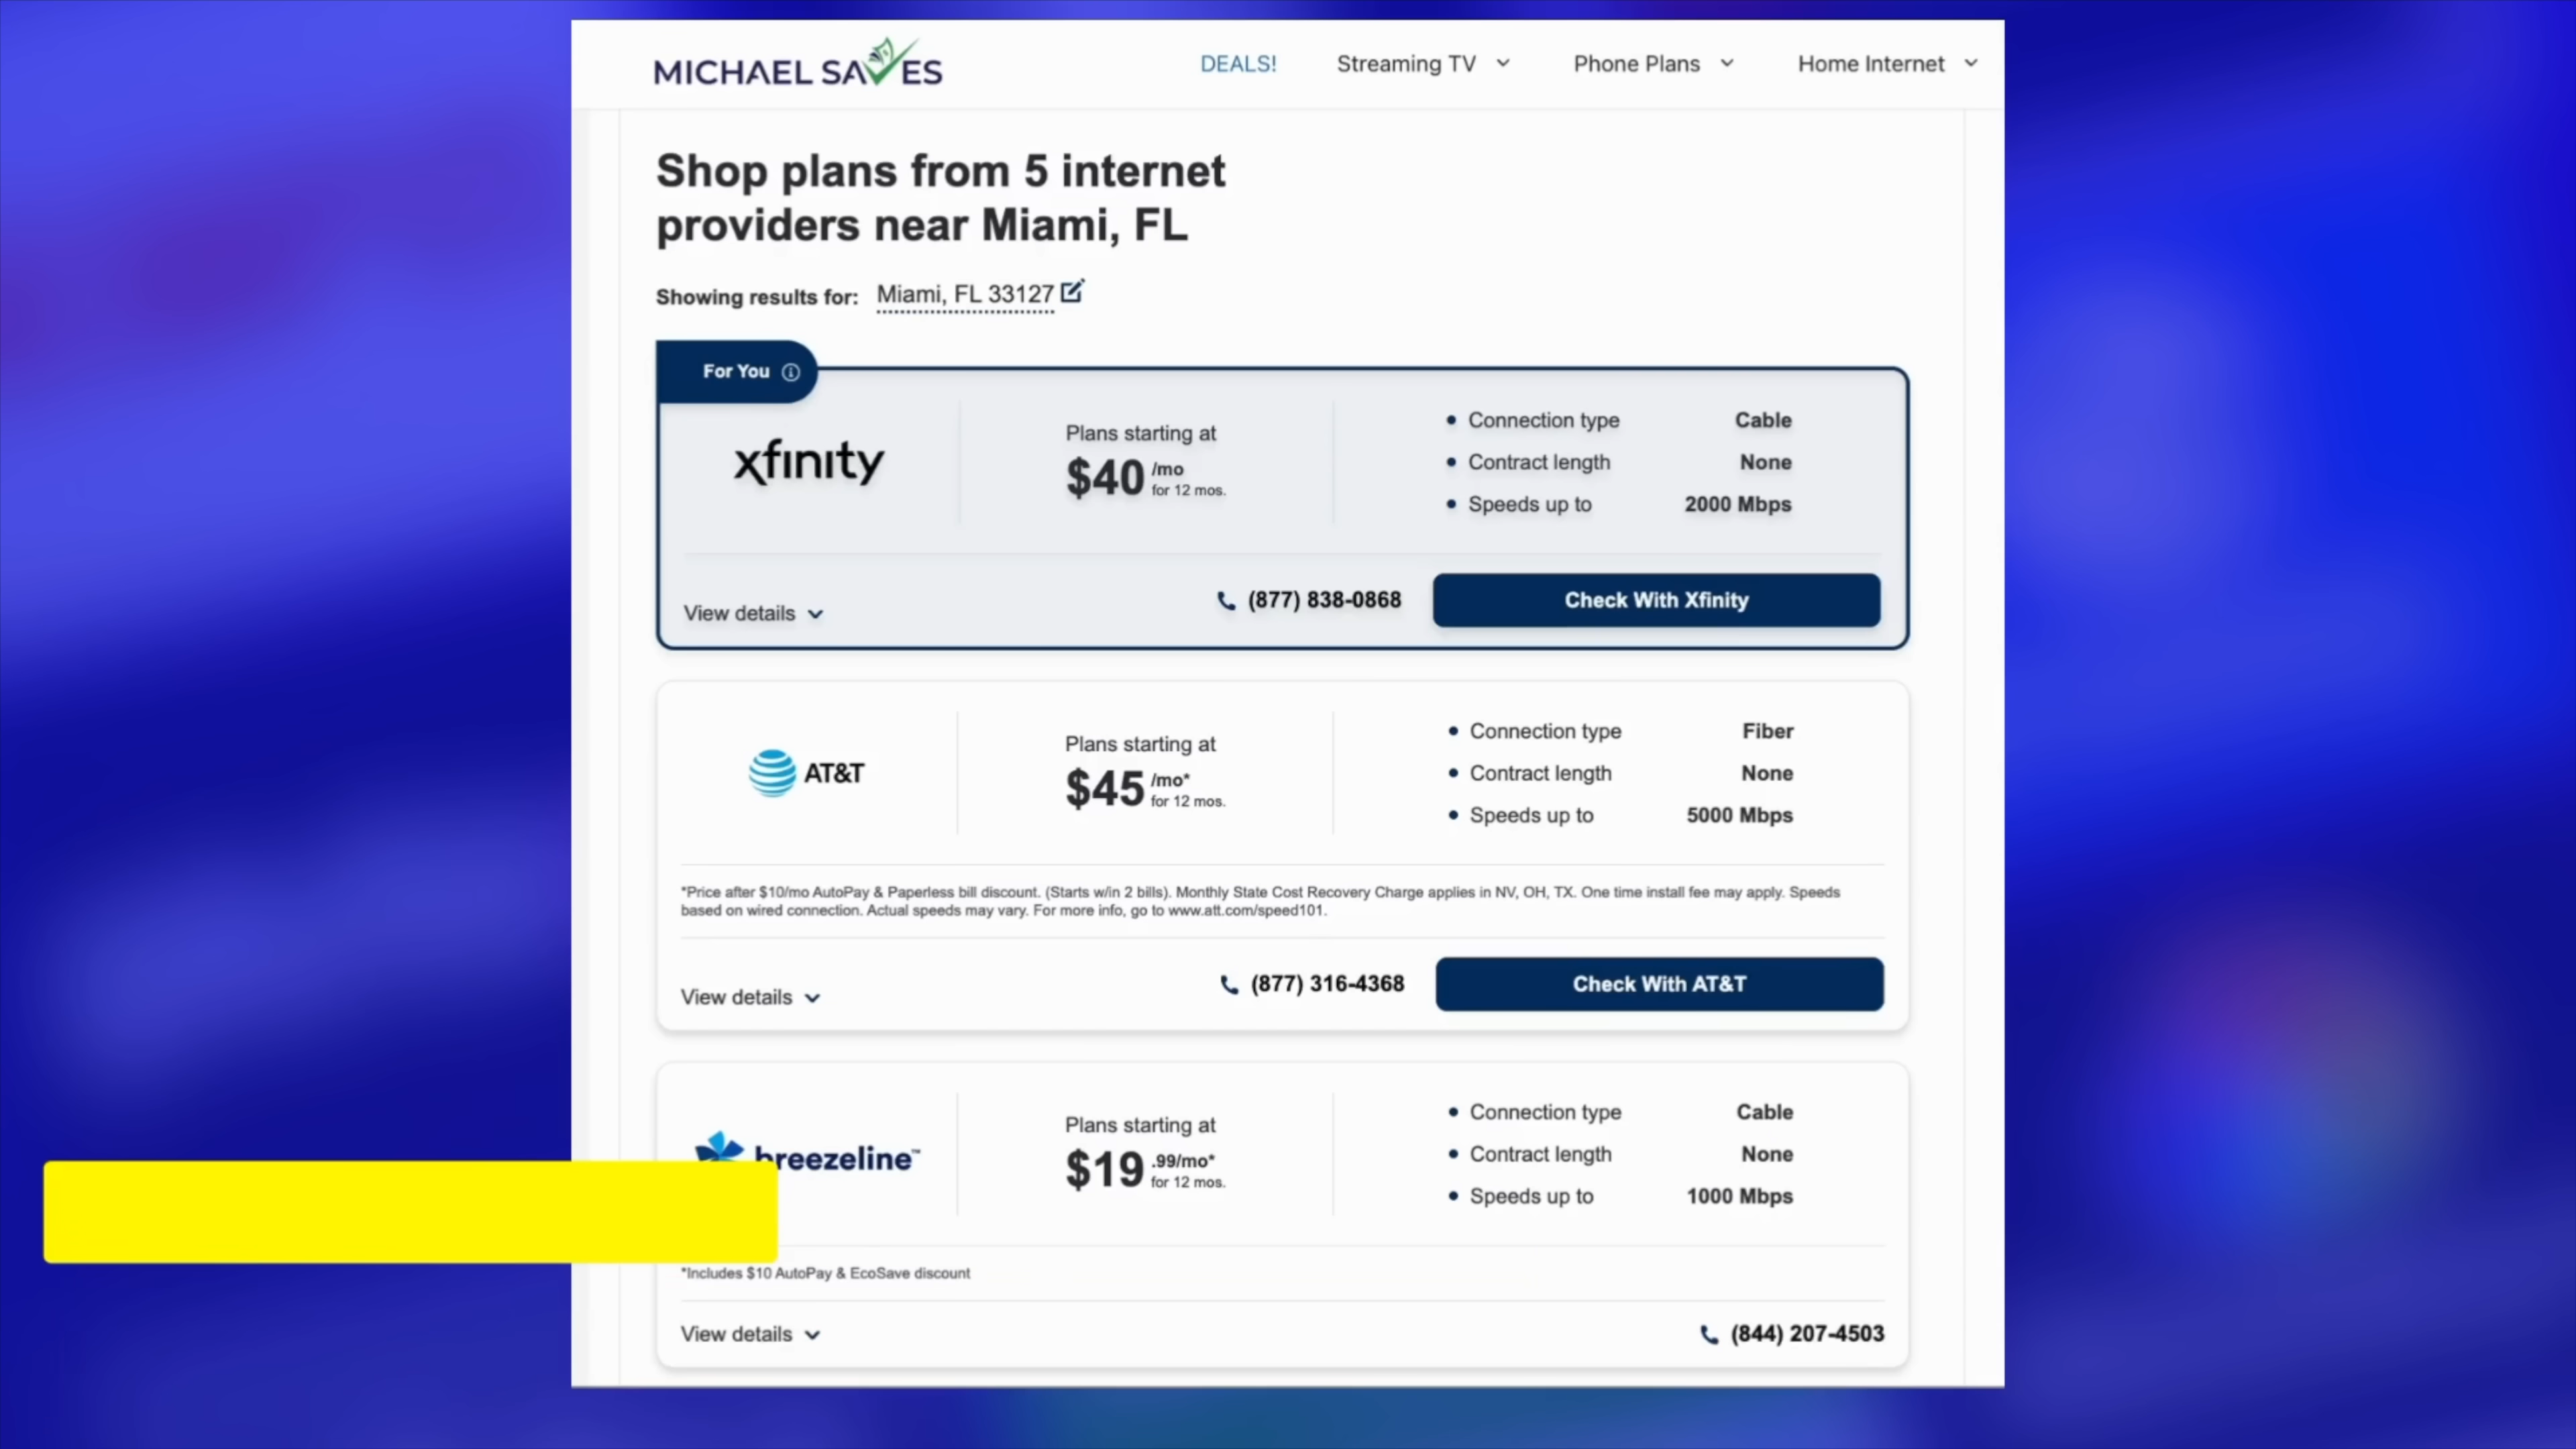 MICHAEL SAVES
DEALS!
Streaming TV
Phone Plans
Home Internet
Shop plans from 5 internet
providers near Miami, FL
Showing results for: Miami, FL 33127
For You
xfinity
Plans starting at
$40 /mo
for 12 mos.
Connection type Cable
Contract length None
Speeds up to 2000 Mbps
View details
(877) 838-0868
Check With Xfinity
AT&T
Plans starting at
$45 /mo*
for 12 mos.
Connection type Fiber
Contract length None
Speeds up to 5000 Mbps
*Price after $10/mo AutoPay & Paperless bill discount. (Starts w/in 2 bills). Monthly State Cost Recovery Charge applies in NV, OH, TX. One time install fee may apply. Speeds
based on wired connection. Actual speeds may vary. For more info, go to www.att.com/speed101.
View details
(877) 316-4368
Check With AT&T
breezeline™
Plans starting at
$19 .99/mo*
for 12 mos.
Connection type Cable
Contract length None
Speeds up to 1000 Mbps
*Includes $10 AutoPay & EcoSave discount
View details
(844) 207-4503